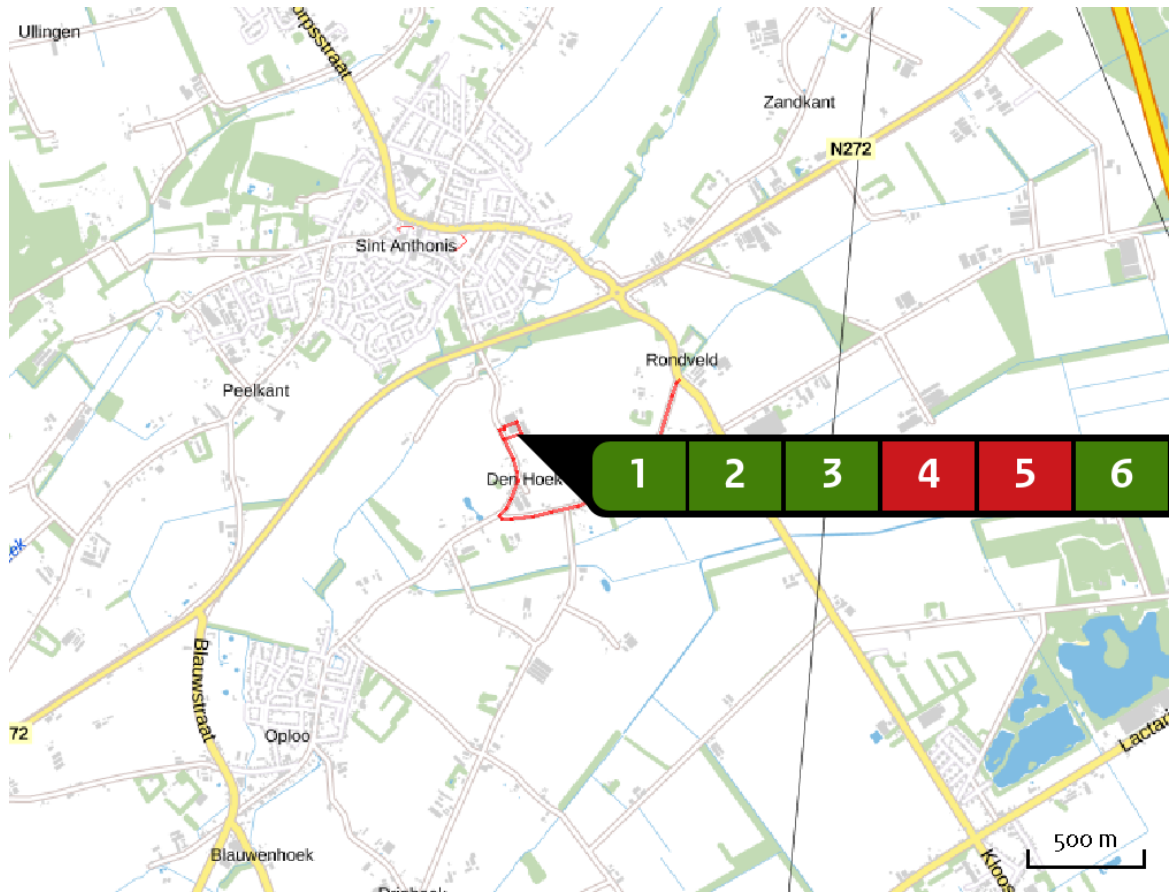 Ullingen
Zandkant
N272
Sint Anthonis
Rondveld
Peelkant
Den Hoek
1 2 3 4 5 6
Blauwstraat
72
Oploo
Blauwenhoek
500 m